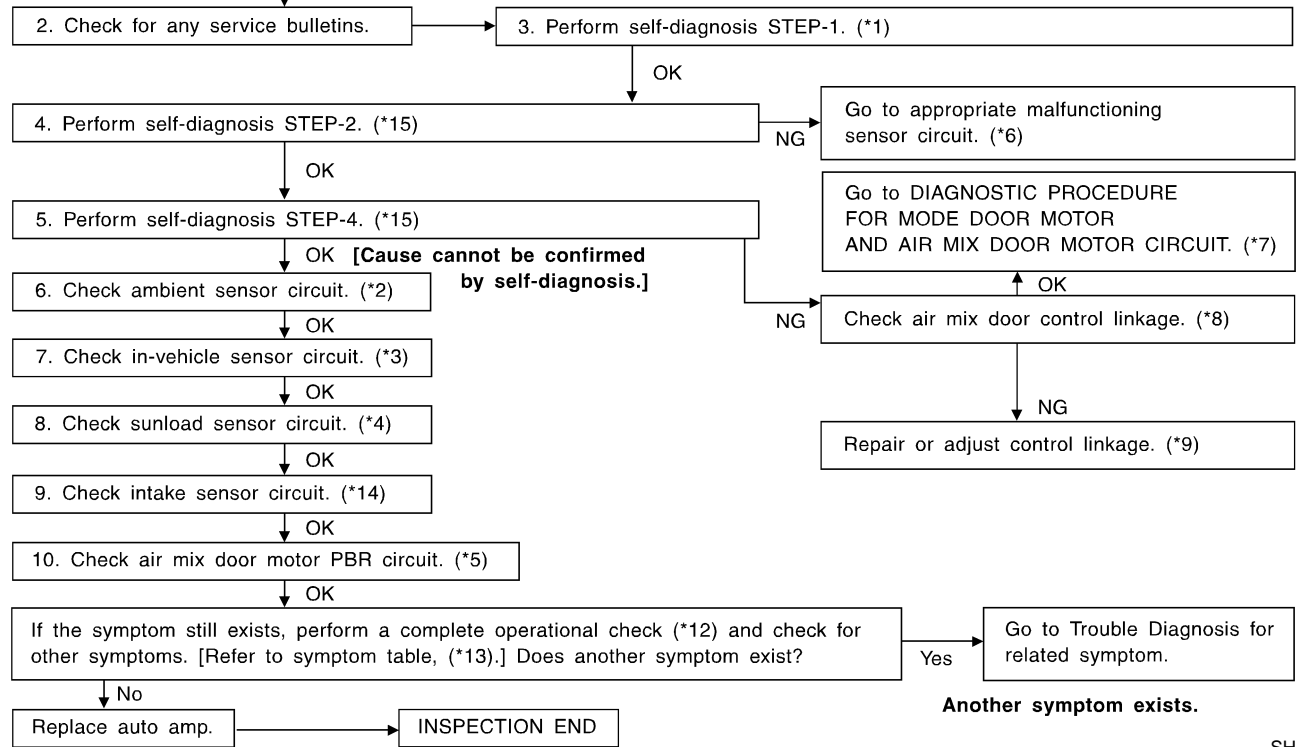 2. Check for any service bulletins.
3. Perform self-diagnosis STEP-1. (*1)
OK
4. Perform self-diagnosis STEP-2. (*15)
NG
Go to appropriate malfunctioning
sensor circuit. (*6)
OK
5. Perform self-diagnosis STEP-4. (*15)
Go to DIAGNOSTIC PROCEDURE
FOR MODE DOOR MOTOR
AND AIR MIX DOOR MOTOR CIRCUIT. (*7)
OK
[Cause cannot be confirmed
by self-diagnosis.]
NG
OK
Check air mix door control linkage. (*8)
NG
Repair or adjust control linkage. (*9)
6. Check ambient sensor circuit. (*2)
OK
7. Check in-vehicle sensor circuit. (*3)
OK
8. Check sunload sensor circuit. (*4)
OK
9. Check intake sensor circuit. (*14)
OK
10. Check air mix door motor PBR circuit. (*5)
OK
If the symptom still exists, perform a complete operational check (*12) and check for
other symptoms. [Refer to symptom table, (*13).] Does another symptom exist?
Yes
Go to Trouble Diagnosis for
related symptom.
Another symptom exists.
No
Replace auto amp.
INSPECTION END